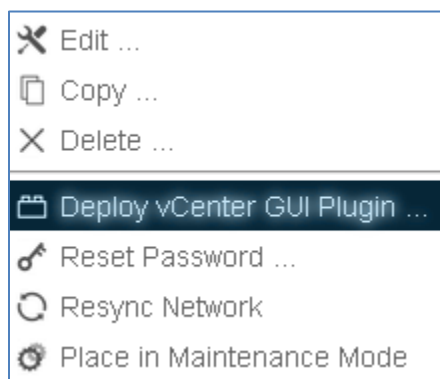 Edit ...
Copy ...
Delete ...
Deploy vCenter GUI Plugin ...
Reset Password ...
Resync Network
Place in Maintenance Mode